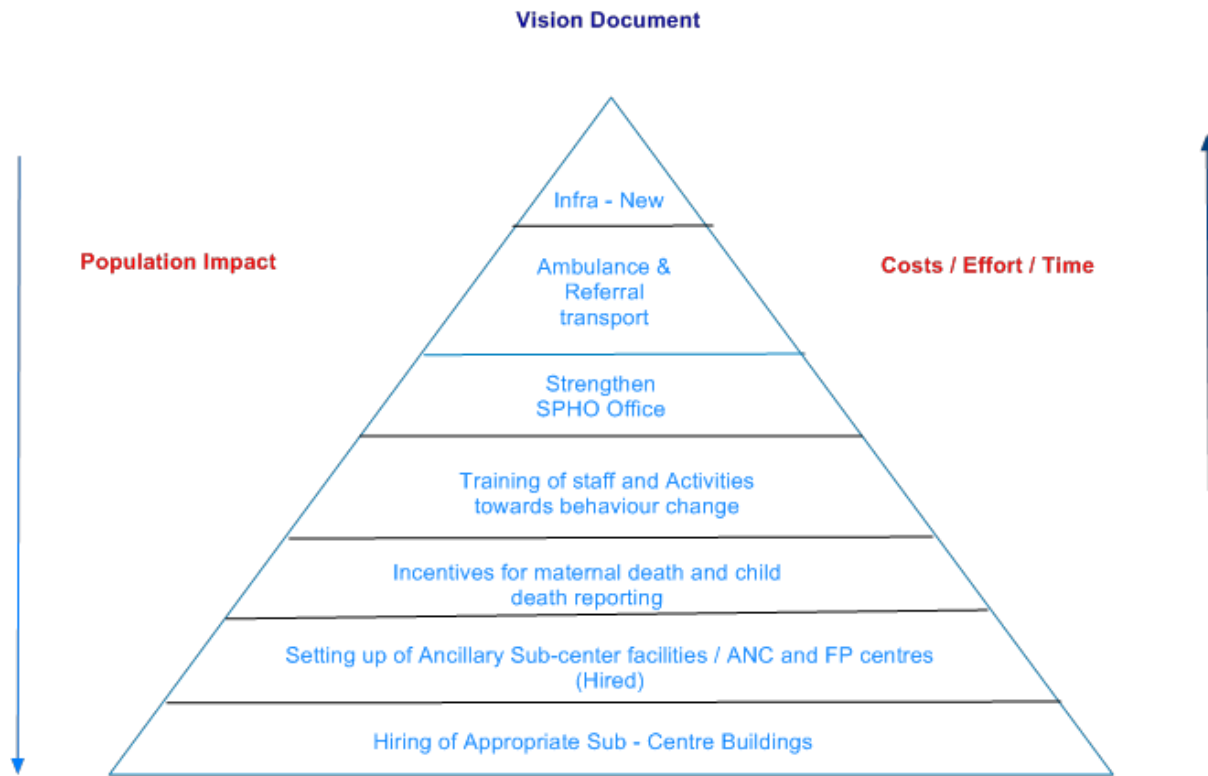 Vision Document
Infra - New
Population Impact
Costs / Effort / Time
Ambulance &
Referral
transport
Strengthen
SPHO Office
Training of staff and Activities
towards behaviour change
Incentives for maternal death and child
death reporting
Setting up of Ancillary Sub-center facilities / ANC and FP centres
(Hired)
Hiring of Appropriate Sub - Centre Buildings